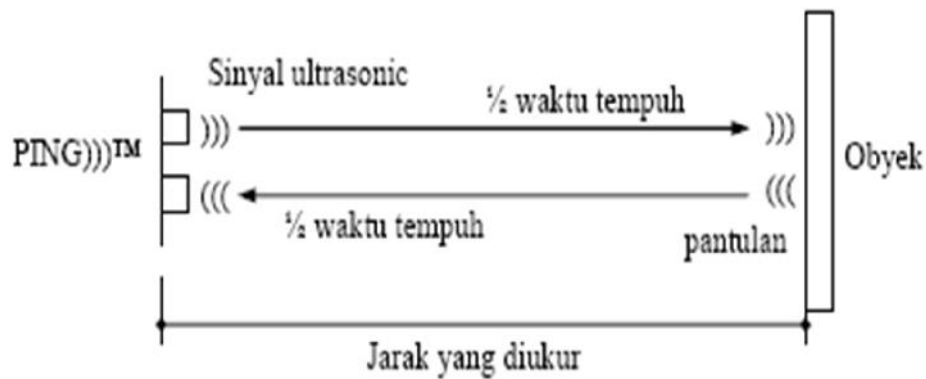 Sinyal ultrasonic
½ waktu tempuh
PING)))™
)))
)))
Obyek
(((
(((
½ waktu tempuh
pantulan
Jarak yang diukur